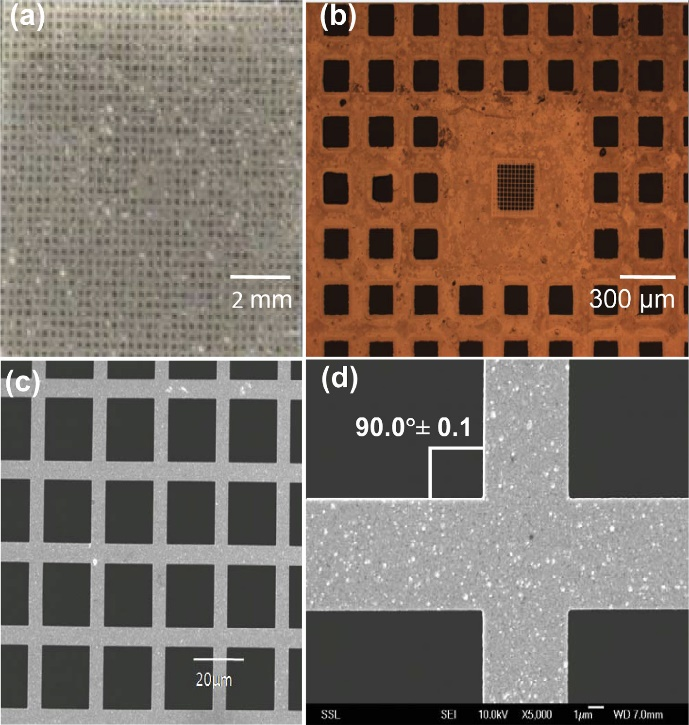 (a)
2 mm
(b)
300 μm
(c)
20μm
(d)
90.0°± 0.1
SSL SEI 10.0kV X5,000 1μm WD 7.0mm